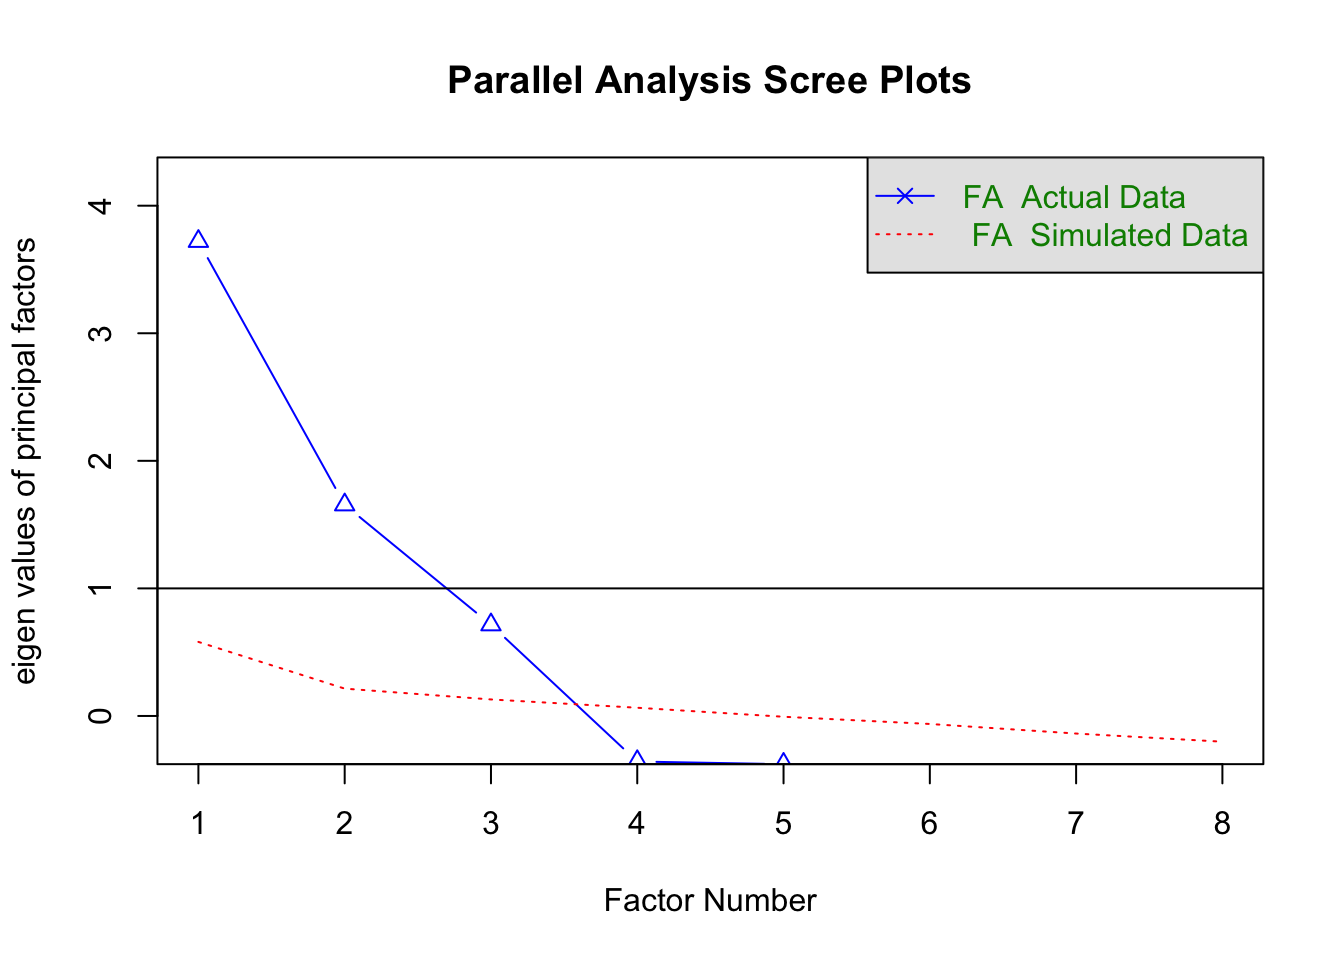 Parallel Analysis Scree Plots
FA  Actual Data
FA  Simulated Data
eigen values of principal factors
4
3
2
1
0
1 2 3 4 5 6 7 8
Factor Number